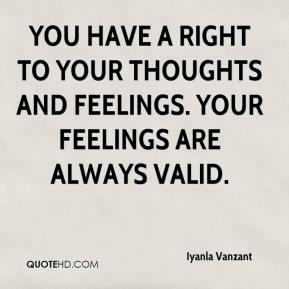 YOU HAVE A RIGHT
TO YOUR THOUGHTS
AND FEELINGS. YOUR
FEELINGS ARE
ALWAYS VALID.
Iyanla Vanzant
QUOTEHD.COM